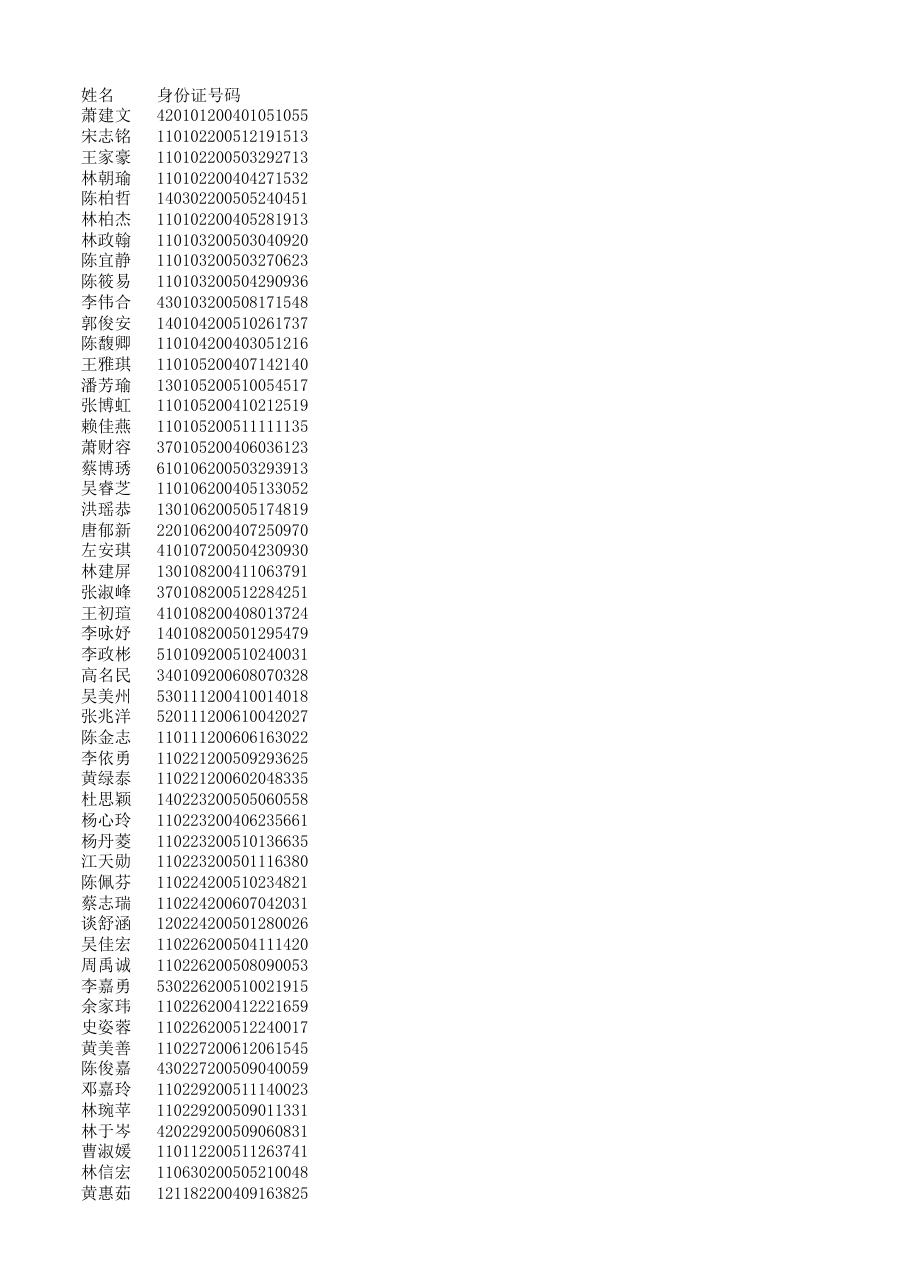 姓名 身份证号码
萧建文 420101200401051055
宋志铭 110102200512191513
王家豪 110102200503292713
林朝瑜 110102200404271532
陈柏哲 140302200505240451
林柏杰 110102200405281913
林政翰 110103200503040920
陈宜静 110103200503270623
陈筱易 110103200504290936
李伟合 430103200508171548
郭俊安 140104200510261737
陈馥卿 110104200403051216
王雅琪 110105200407142140
潘芳瑜 130105200510054517
张博虹 110105200410212519
赖佳燕 110105200511111135
萧财容 370105200406036123
蔡博琇 610106200503293913
吴睿芝 110106200405133052
洪瑶恭 130106200505174819
唐郁新 220106200407250970
左安琪 410107200504230930
林建屏 130108200411063791
张淑峰 370108200512284251
王初瑄 410108200408013724
李咏妤 140108200501295479
李政彬 510109200510240031
高名民 340109200608070328
吴美州 530111200410014018
张兆洋 520111200610042027
陈金志 110111200606163022
李依勇 110221200509293625
黄绿泰 110221200602048335
杜思颖 140223200505060558
杨心玲 110223200406235661
杨丹菱 110223200510136635
江天勋 110223200501116380
陈佩芬 110224200510234821
蔡志瑞 110224200607042031
谈舒涵 120224200501280026
吴佳宏 110226200504111420
周禹诚 110226200508090053
李嘉勇 530226200510021915
余家玮 110226200412221659
史姿蓉 110226200512240017
黄美善 110227200612061545
陈俊嘉 430227200509040059
邓嘉玲 110229200511140023
林琬苹 110229200509011331
林于岑 420229200509060831
曹淑媛 110112200511263741
林信宏 110630200505210048
黄惠茹 121182200409163825